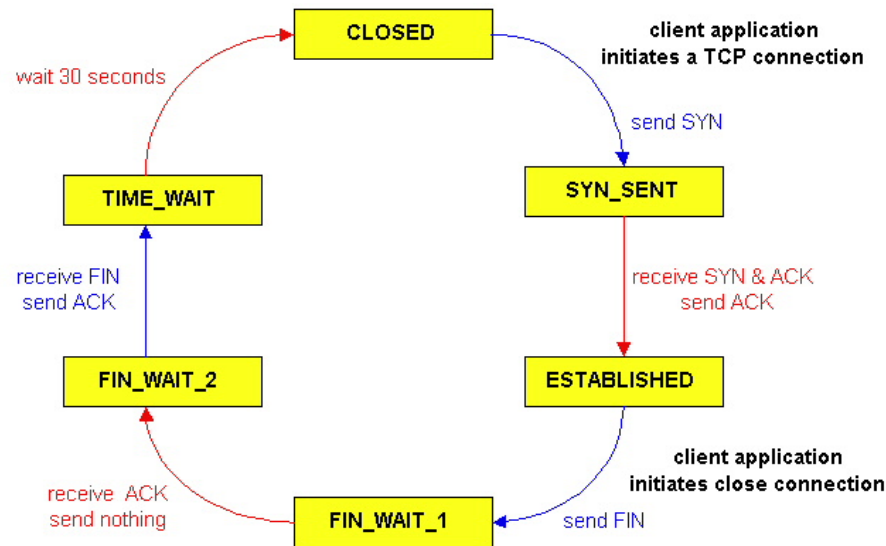 CLOSED
client application
initiates a TCP connection
wait 30 seconds
send SYN
TIME_WAIT
SYN_SENT
receive FIN
send ACK
receive SYN & ACK
send ACK
FIN_WAIT_2
ESTABLISHED
client application
initiates close connection
receive ACK
send nothing
FIN_WAIT_1
send FIN